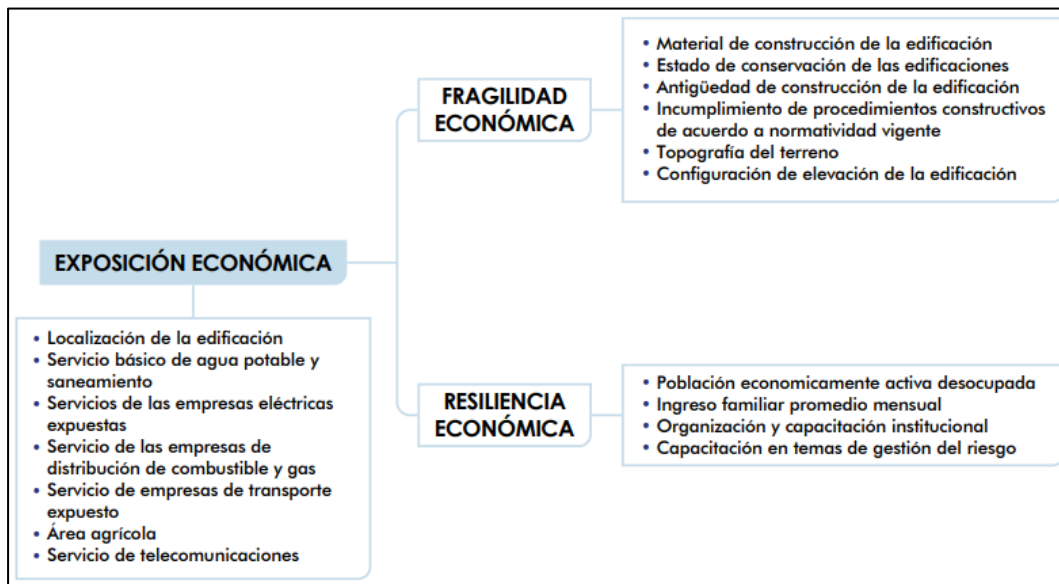 EXPOSICIÓN ECONÓMICA
• Localización de la edificación
• Servicio básico de agua potable y
saneamiento
• Servicios de las empresas eléctricas
expuestas
• Servicio de las empresas de
distribución de combustible y gas
• Servicio de empresas de transporte
expuesto
• Área agrícola
• Servicio de telecomunicaciones
FRAGILIDAD
ECONÓMICA
• Material de construcción de la edificación
• Estado de conservación de las edificaciones
• Antigüedad de construcción de la edificación
• Incumplimiento de procedimientos constructivos
de acuerdo a normatividad vigente
• Topografía del terreno
• Configuración de elevación de la edificación
RESILIENCIA
ECONÓMICA
• Población economicamente activa desocupada
• Ingreso familiar promedio mensual
• Organización y capacitación institucional
• Capacitación en temas de gestión del riesgo